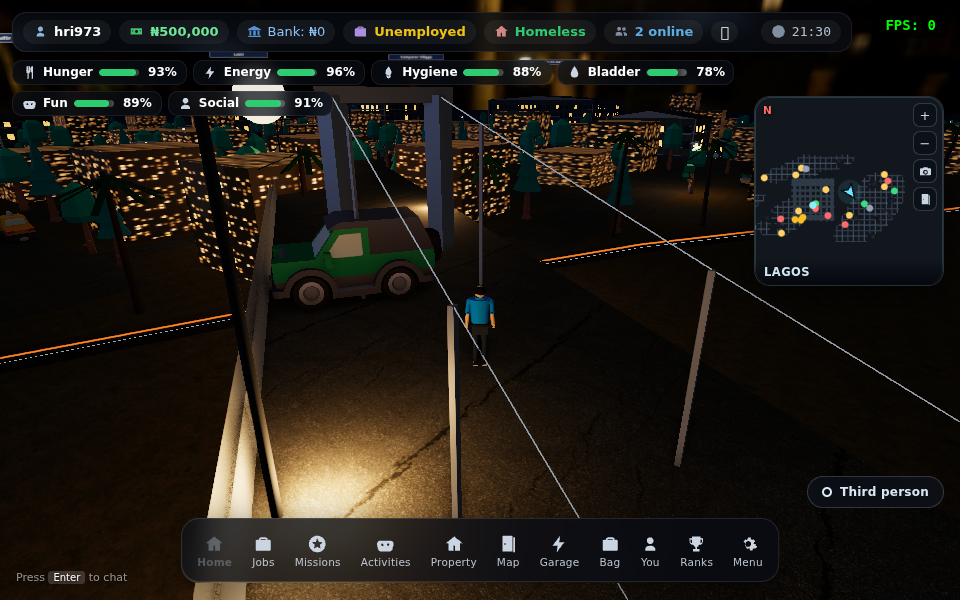 hri973 ₦500,000 Bank: ₦0 Unemployed Homeless 2 online 21:30
FPS: 0
Hunger 93% Energy 96% Hygiene 88% Bladder 78%
Fun 89% Social 91%
N
+
−
LAGOS
Third person
Home Jobs Missions Activities Property Map Garage Bag You Ranks Menu
Press Enter to chat